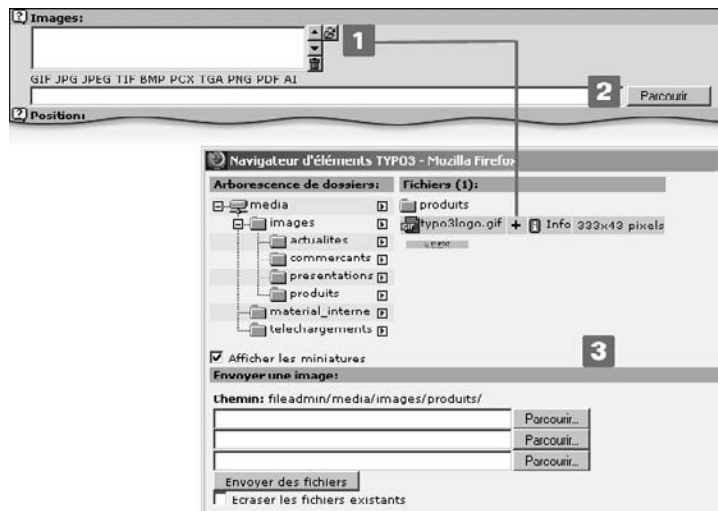 Images:
1
GIF JPG JPEG TIF BMP PCX TGA PNG PDF AI
2
Parcourir...
Position:
Navigateur d'éléments TYPO3 - Mozilla Firefox
Arborescence de dossiers:
Fichiers (1):
media
produits
images
typo3logo.gif
Info
333x43 pixels
actualites
commercants
presentations
produits
material_interne
telechargements
Afficher les miniatures
3
Envoyer une image:
Chemin: fileadmin/media/images/produits/
Parcourir...
Parcourir...
Parcourir...
Envoyer des fichiers
Ecraser les fichiers existants